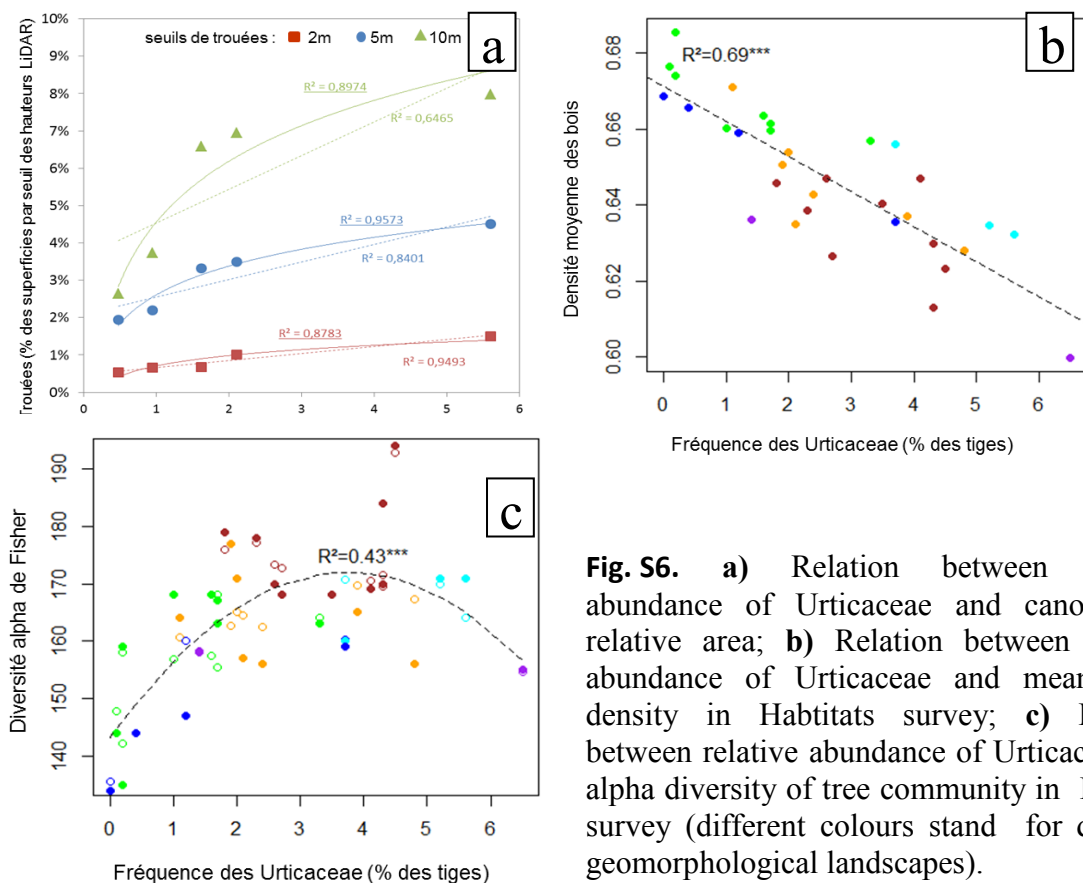 10%
9%
8%
7%
6%
5%
4%
3%
2%
1%
0%
Trouées (% des superficies par seuil des hauteurs LiDAR)
seuils de trouées : 2m 5m 10m
a
R² = 0,8974
R² = 0,6465
R² = 0,9573
R² = 0,8401
R² = 0,8783
R² = 0,9493
0 1 2 3 4 5 6
b
R²=0.69***
Densité moyenne des bois
0.68
0.66
0.64
0.62
0.60
0 1 2 3 4 5 6
Fréquence des Urticaceae (% des tiges)
c
R²=0.43***
Diversité alpha de Fisher
190
180
170
160
150
140
0 1 2 3 4 5 6
Fréquence des Urticaceae (% des tiges)
Fig. S6. a) Relation between
abundance of Urticaceae and cano
relative area; b) Relation between
abundance of Urticaceae and mean
density in Habtitats survey; c)
between relative abundance of Urticac
alpha diversity of tree community in
survey (different colours stand for
geomorphological landscapes).